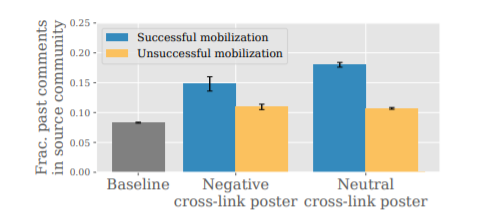 Frac. past comments
in source community
0.25
0.20
0.15
0.10
0.05
0.00
Successful mobilization
Unsuccessful mobilization
Baseline
Negative
cross-link poster
Neutral
cross-link poster